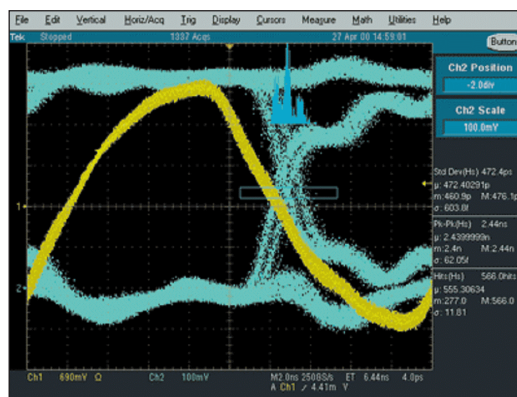 File Edit Vertical Horiz/Acq Trig Display Cursors Measure Math Utilities Help
Tek Stopped 1337 Acqs 27 Apr 00 14:59:01
Button
Ch2 Position
-2.0div
Ch2 Scale
100.0mV
Std Dev(Hs) 472.4ps
µ: 472.40291p
m: 460.9p M: 476.1p
σ: 603.8f
Pk-Pk(Hs) 2.44ns
µ: 2.4399999n
m: 2.4n M: 2.44n
σ: 62.05f
Hits(Hs) 566.0hits
µ: 555.30634
m: 277.0 M: 566.0
σ: 11.81
1
2
Ch1 690mV Ω Ch2 100mV M 2.0ns 250GS/s ET 6.44ns 4.0ps
A Ch1 4.41m V